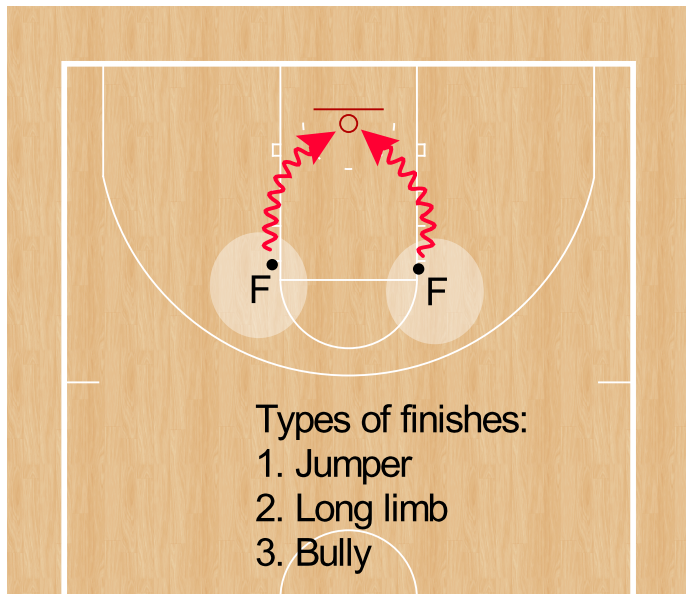 F F
Types of finishes:
1. Jumper
2. Long limb
3. Bully